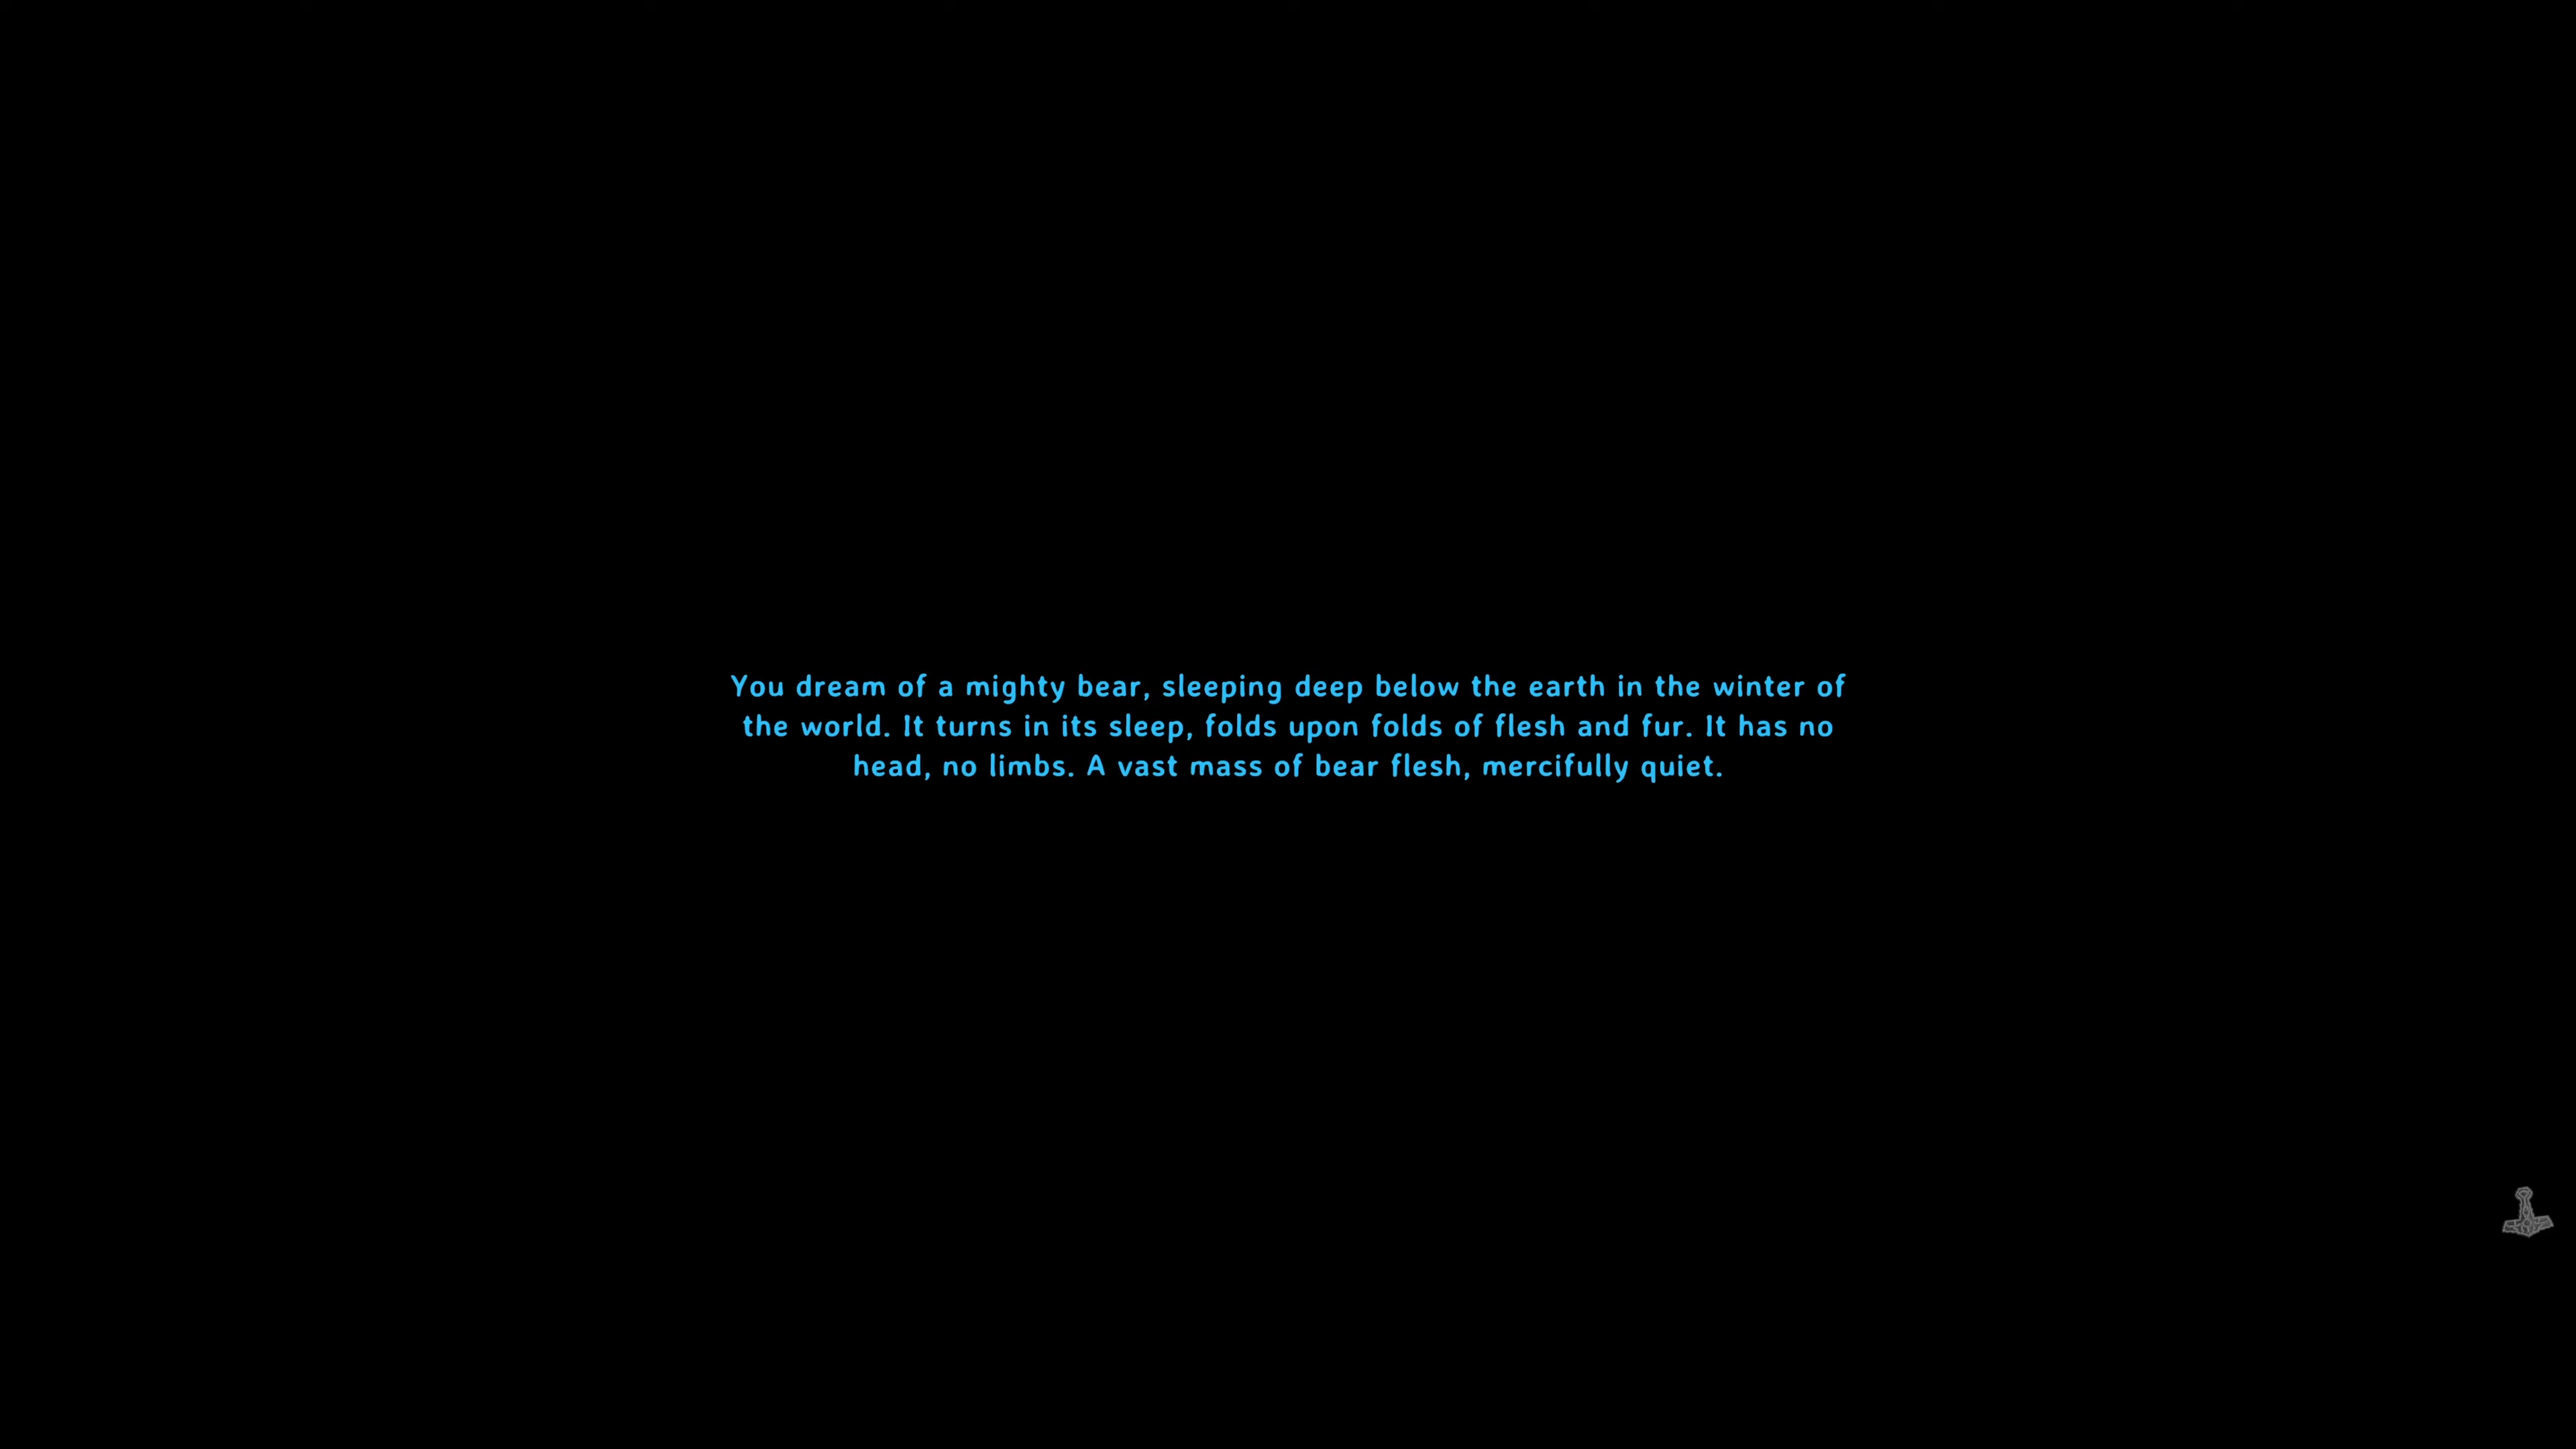 You dream of a mighty bear, sleeping deep below the earth in the winter of
the world. It turns in its sleep, folds upon folds of flesh and fur. It has no
head, no limbs. A vast mass of bear flesh, mercifully quiet.